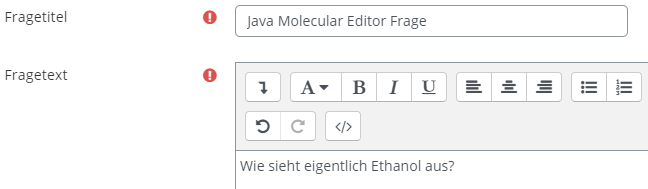 Fragetitel
Java Molecular Editor Frage
Fragetext
A B I U
Wie sieht eigentlich Ethanol aus?